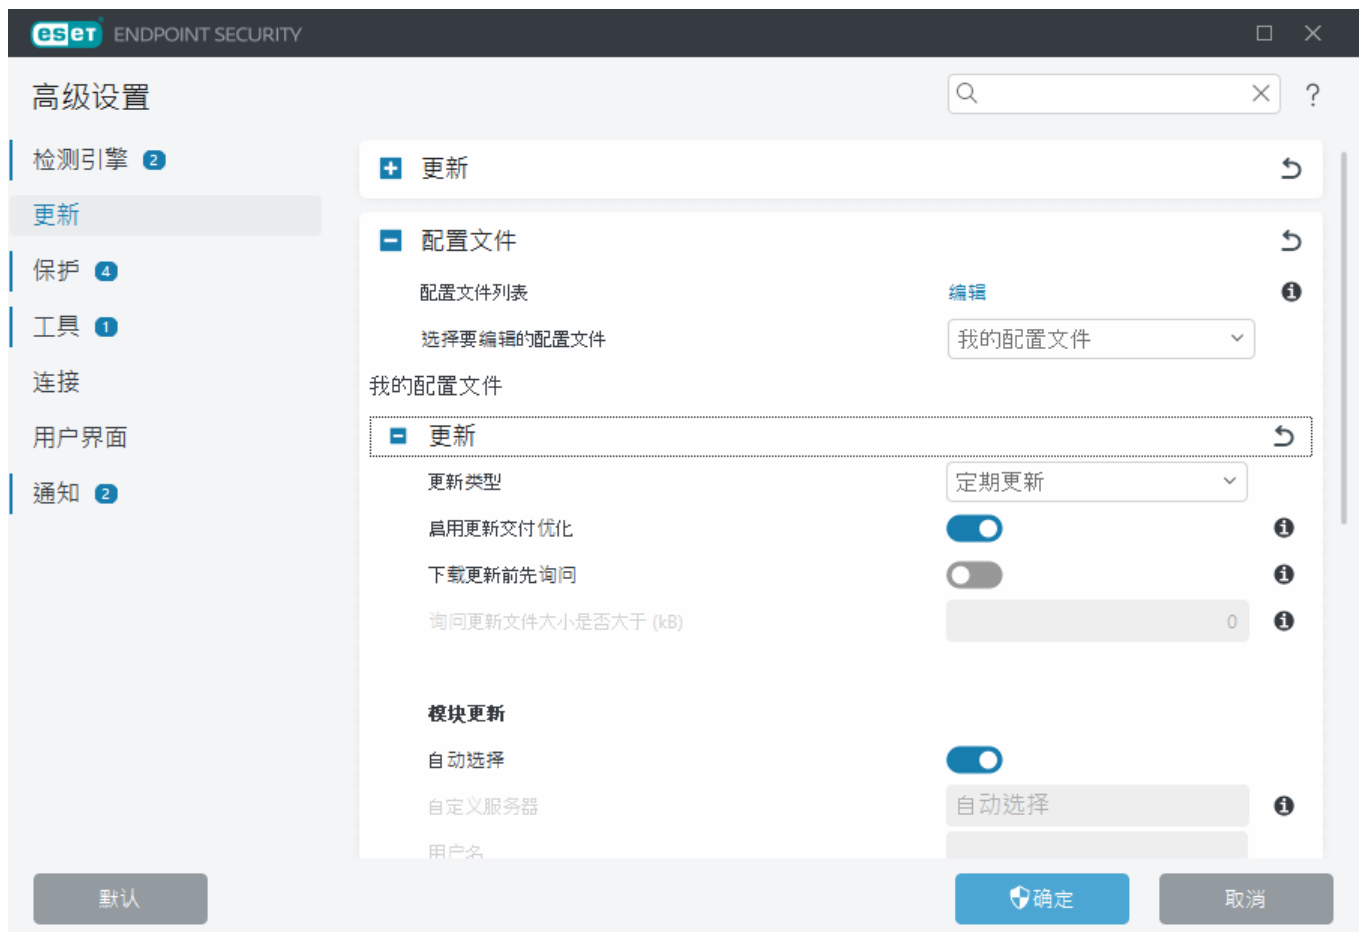 eset ENDPOINT SECURITY
高级设置
?
检测引擎 2
更新
保护 4
工具 1
连接
用户界面
通知 2
更新
配置文件
配置文件列表 编辑
选择要编辑的配置文件 我的配置文件
我的配置文件
更新
更新类型 定期更新
启用更新交付优化
下载更新前先询问
询问更新文件大小是否大于 (kB) 0
模块更新
自动选择
自定义服务器 自动选择
用户名
默认 确定 取消